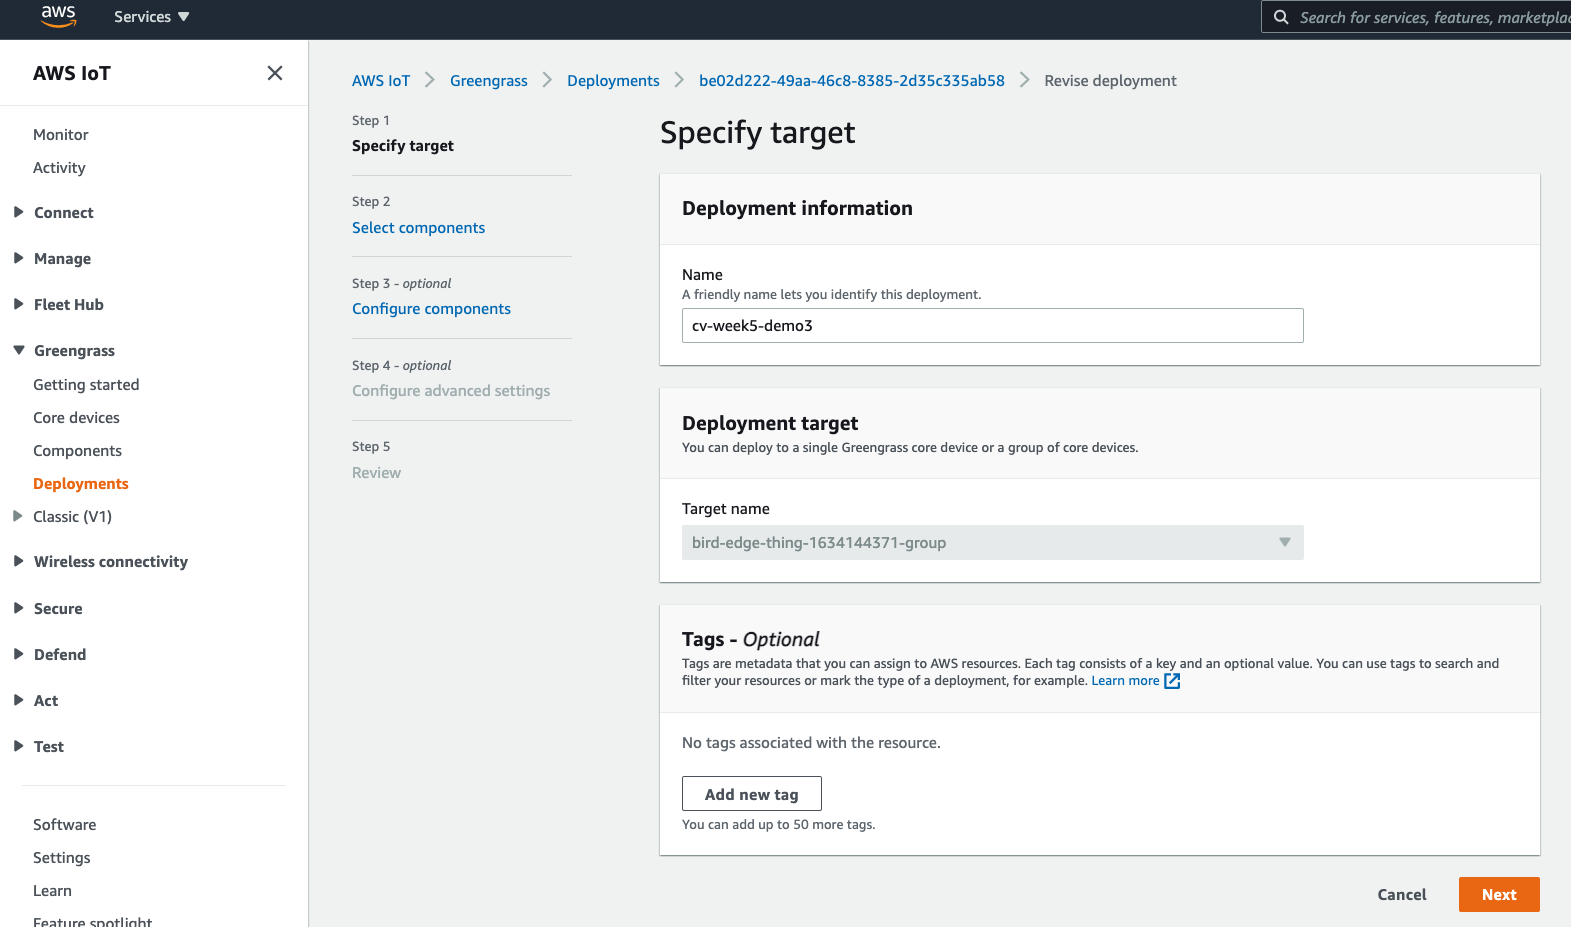 aws
Services ▼
Search for services, features, marketplac
AWS IoT
Monitor
Activity
Connect
Manage
Fleet Hub
Greengrass
Getting started
Core devices
Components
Deployments
Classic (V1)
Wireless connectivity
Secure
Defend
Act
Test
Software
Settings
Learn
Feature spotlight
AWS IoT > Greengrass > Deployments > be02d222-49aa-46c8-8385-2d35c335ab58 > Revise deployment
Step 1
Specify target
Step 2
Select components
Step 3 - optional
Configure components
Step 4 - optional
Configure advanced settings
Step 5
Review
Specify target
Deployment information
Name
A friendly name lets you identify this deployment.
cv-week5-demo3
Deployment target
You can deploy to a single Greengrass core device or a group of core devices.
Target name
bird-edge-thing-1634144371-group
Tags - Optional
Tags are metadata that you can assign to AWS resources. Each tag consists of a key and an optional value. You can use tags to search and
filter your resources or mark the type of a deployment, for example. Learn more
No tags associated with the resource.
Add new tag
You can add up to 50 more tags.
Cancel
Next